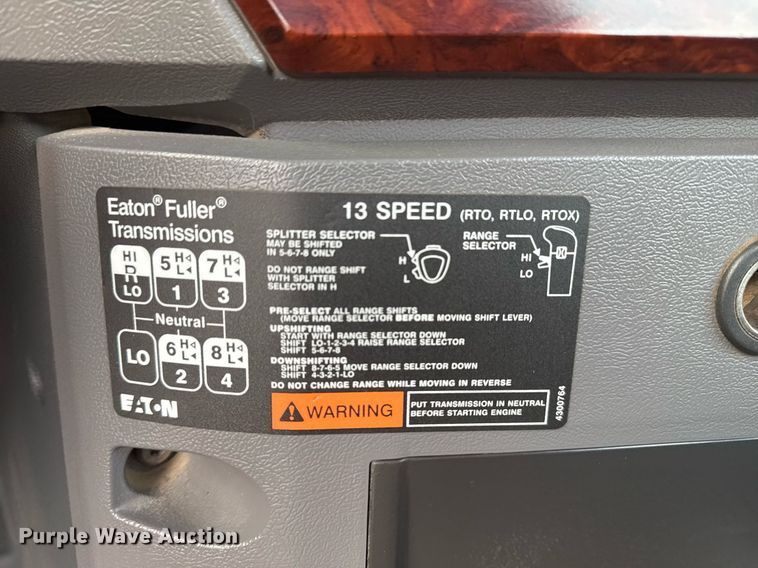 Eaton® Fuller®
Transmissions
HI
R
LO
5 H
L
1
7 H
L
3
Neutral
LO
6 H
L
2
8 H
L
4
EATON
13 SPEED (RTO, RTLO, RTOX)
SPLITTER SELECTOR
MAY BE SHIFTED
IN 5-6-7-8 ONLY
H
L
RANGE
SELECTOR
HI
LO
DO NOT RANGE SHIFT
WITH SPLITTER
SELECTOR IN H
PRE-SELECT ALL RANGE SHIFTS
(MOVE RANGE SELECTOR BEFORE MOVING SHIFT LEVER)
UPSHIFTING
START WITH RANGE SELECTOR DOWN
SHIFT LO-1-2-3-4 RAISE RANGE SELECTOR
SHIFT 5-6-7-8
DOWNSHIFTING
SHIFT 8-7-6-5 MOVE RANGE SELECTOR DOWN
SHIFT 4-3-2-1-LO
DO NOT CHANGE RANGE WHILE MOVING IN REVERSE
WARNING
PUT TRANSMISSION IN NEUTRAL
BEFORE STARTING ENGINE
4300764
Purple Wave Auction